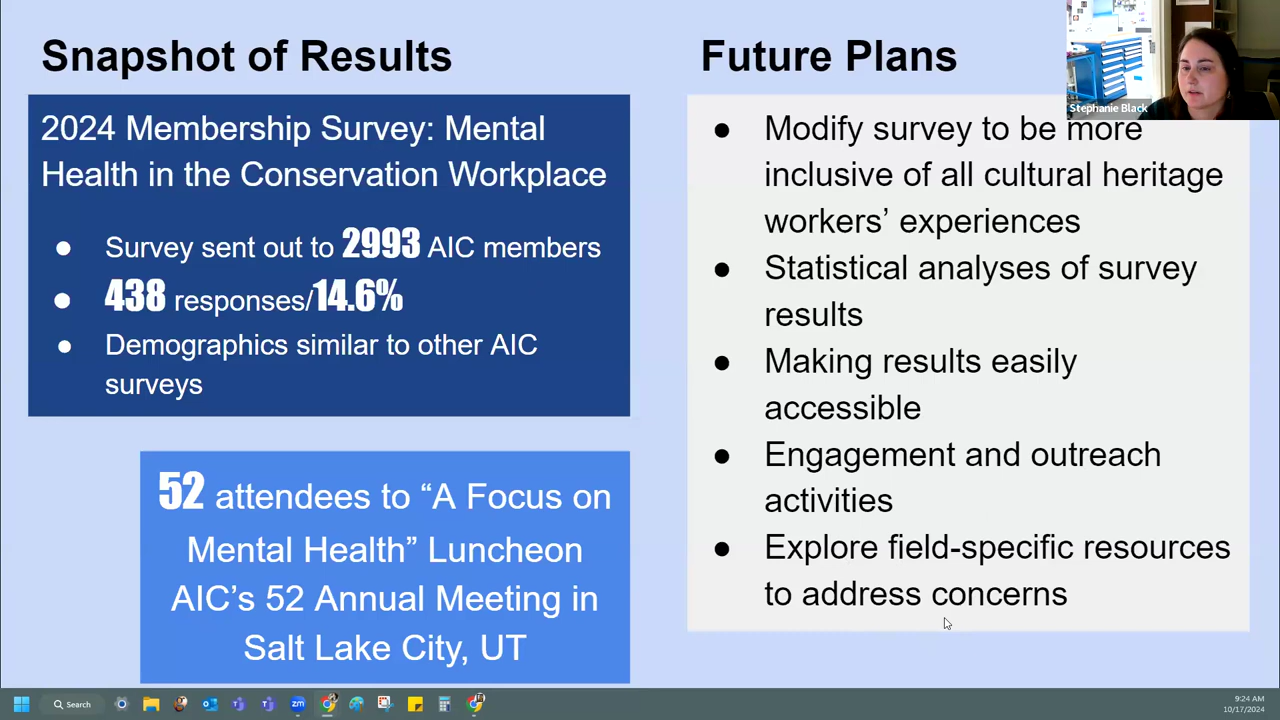 Snapshot of Results
2024 Membership Survey: Mental
Health in the Conservation Workplace
● Survey sent out to 2993 AIC members
● 438 responses/14.6%
● Demographics similar to other AIC
surveys
52 attendees to “A Focus on
Mental Health” Luncheon
AIC’s 52 Annual Meeting in
Salt Lake City, UT
Future Plans
● Modify survey to be more
inclusive of all cultural heritage
workers’ experiences
● Statistical analyses of survey
results
● Making results easily
accessible
● Engagement and outreach
activities
● Explore field-specific resources
to address concerns
Stephanie Black
Search
zm
9:24 AM
10/17/2024